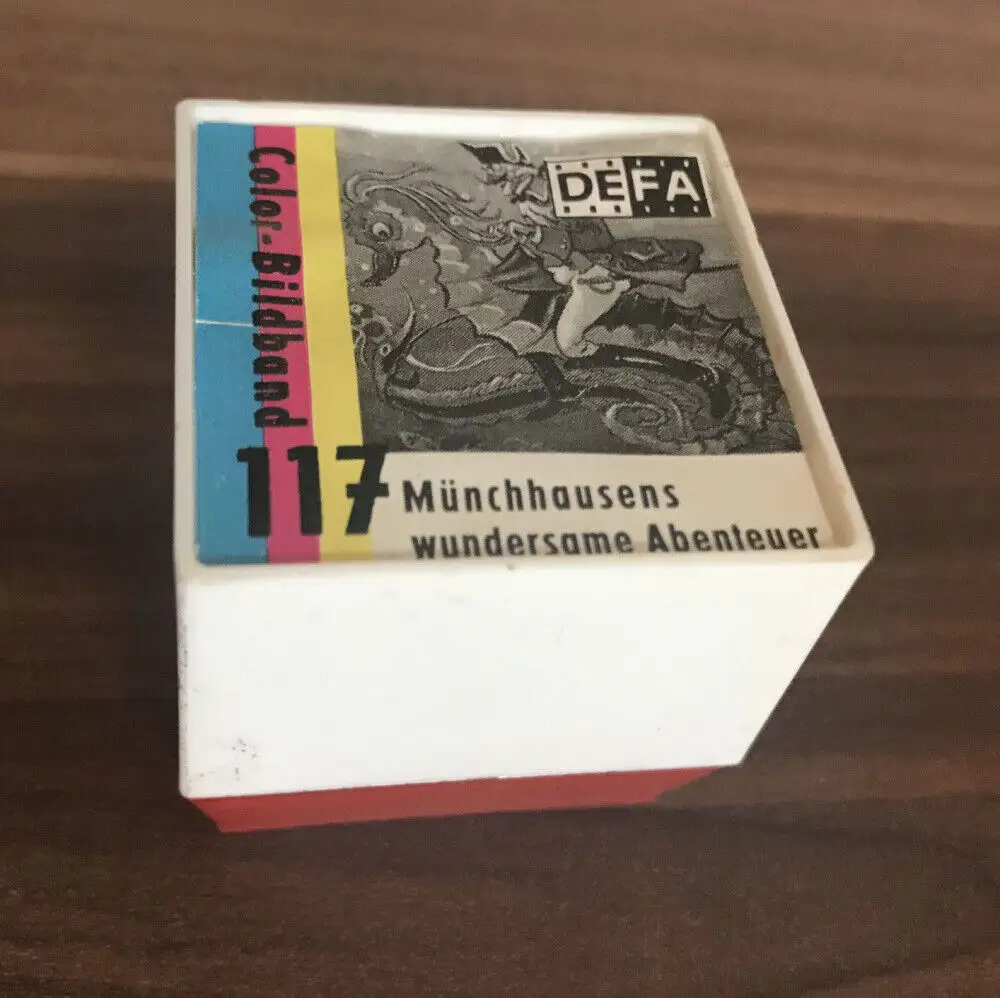 DEFA
Color-Bildband
117
Münchhausens
wundersame Abenteuer